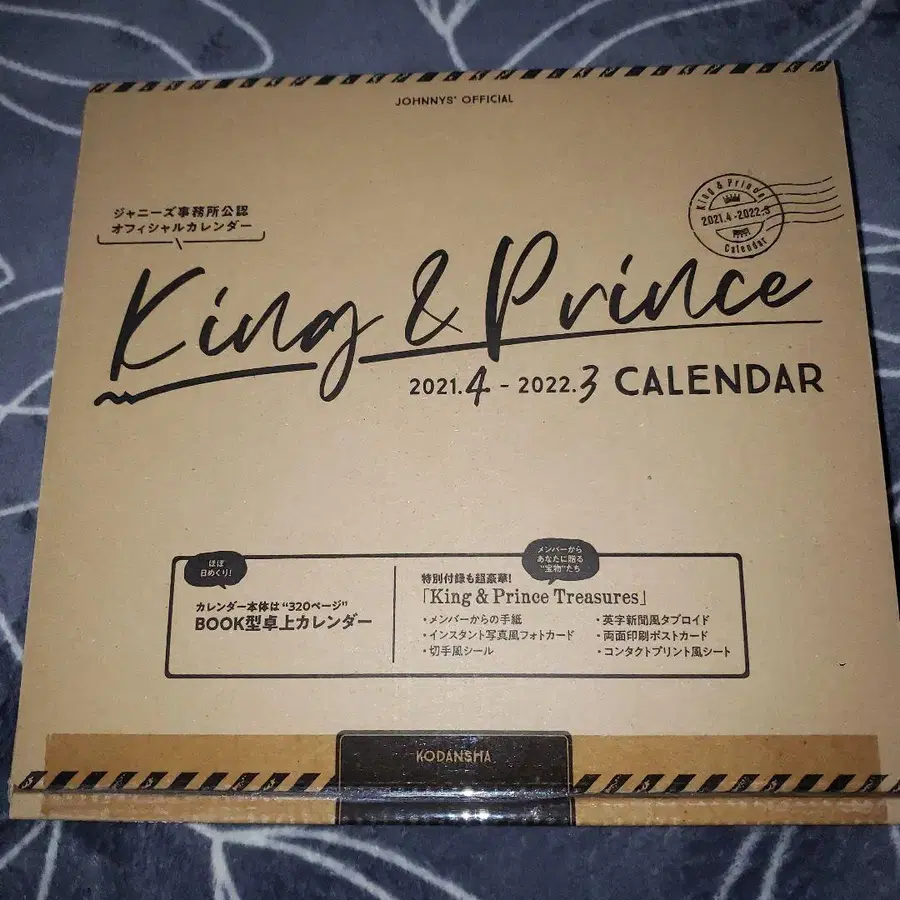 JOHNNYS' OFFICIAL
ジャニーズ事務所公認
オフィシャルカレンダー
King & Prince
2021.4-2022.3
Calendar
King & Prince
2021.4 - 2022.3 CALENDAR
ほぼ
日めくり!
カレンダー本体は“320ページ”
BOOK型卓上カレンダー
メンバーから
あなたに贈る
“宝物”たち
特別付録も超豪華!
「King & Prince Treasures」
・メンバーからの手紙
・インスタント写真風フォトカード
・切手風シール
・英字新聞風タブロイド
・両面印刷ポストカード
・コンタクトプリント風シート
KODANSHA